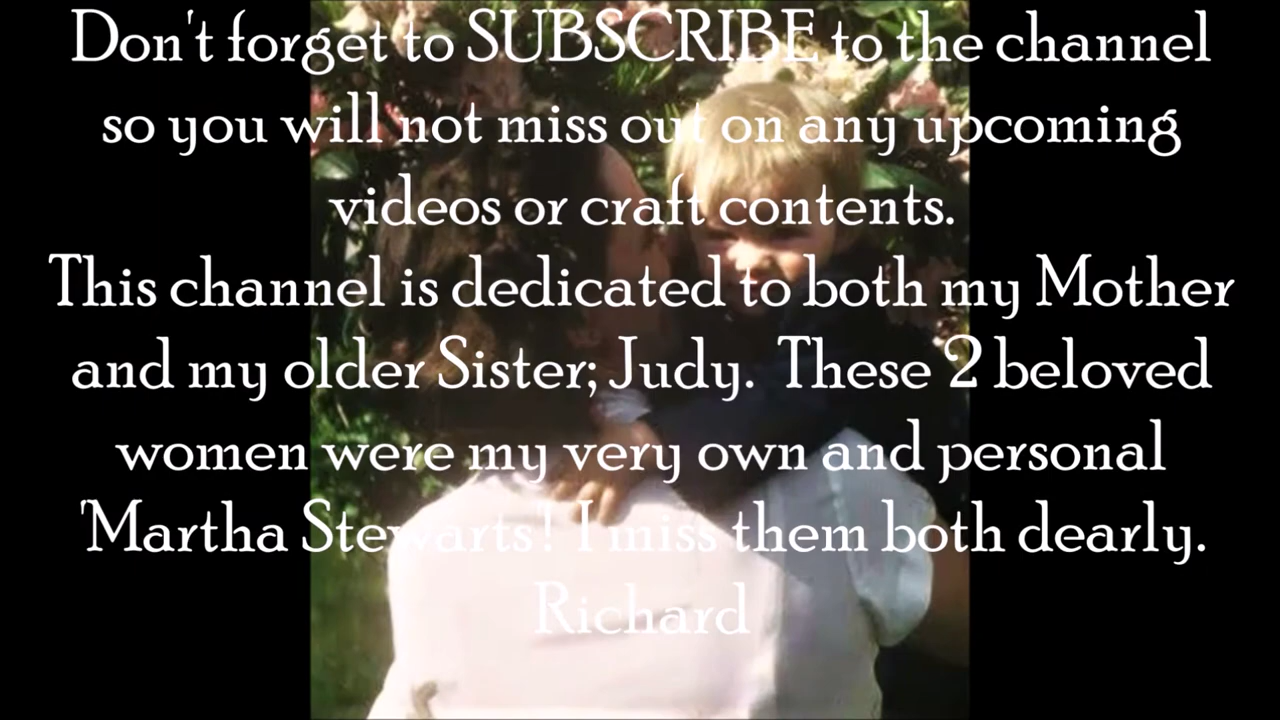 Don't forget to SUBSCRIBE to the channel
so you will not miss out on any upcoming
videos or craft contents.
This channel is dedicated to both my Mother
and my older Sister; Judy. These 2 beloved
women were my very own and personal
'Martha Stewarts'! I miss them both dearly.
Richard